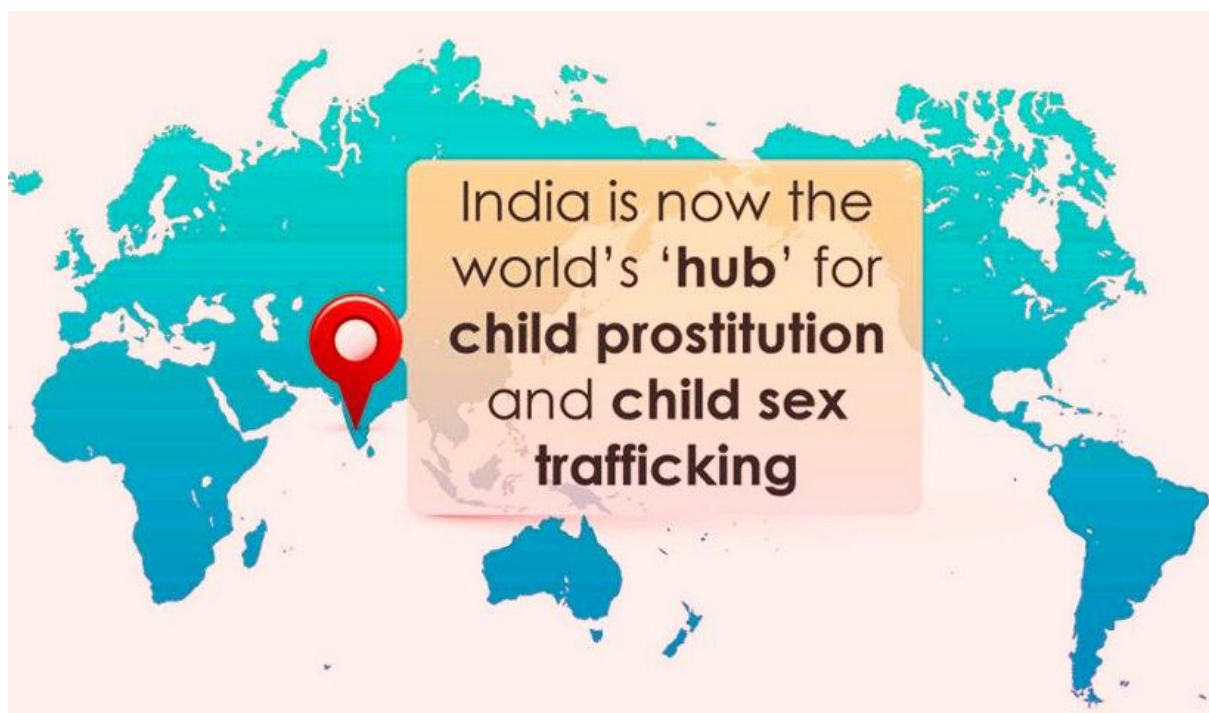 India is now the
world's ‘hub’ for
child prostitution
and child sex
trafficking